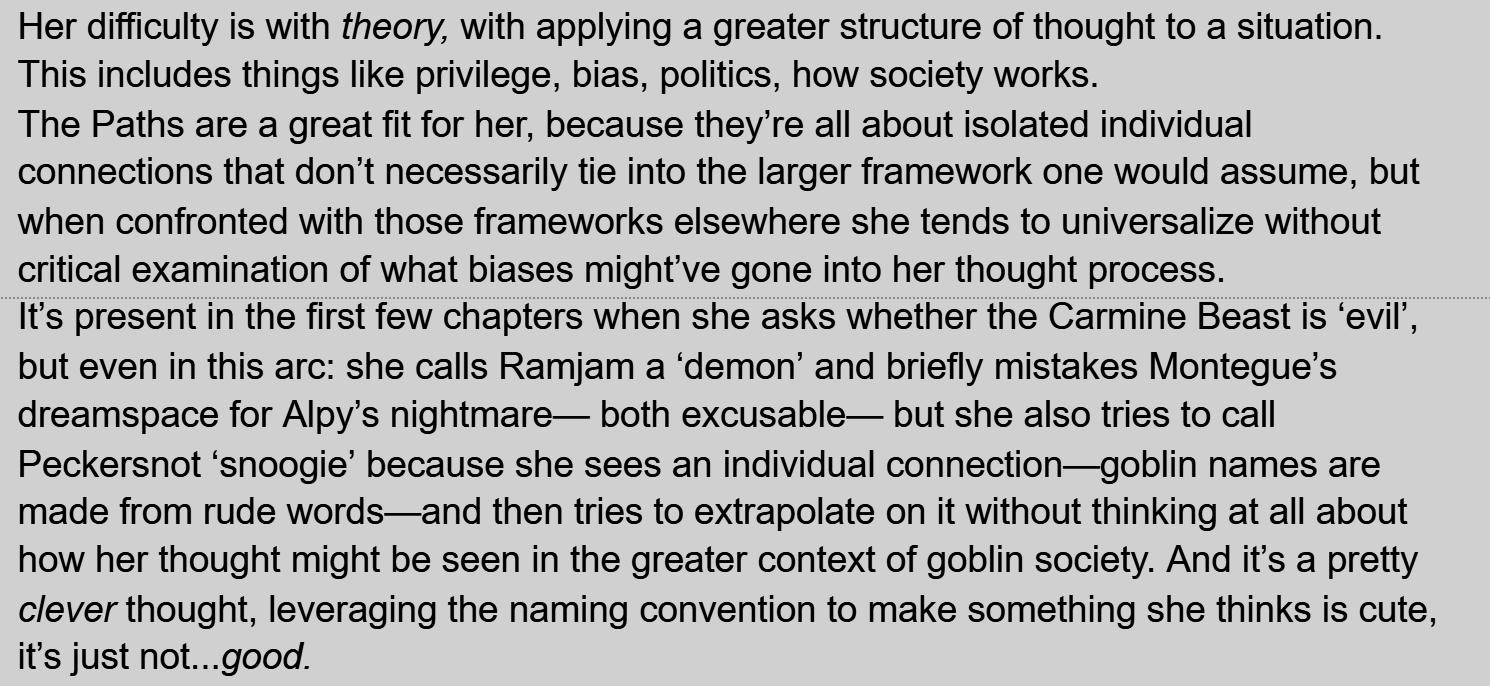 Her difficulty is with theory, with applying a greater structure of thought to a situation.
This includes things like privilege, bias, politics, how society works.
The Paths are a great fit for her, because they’re all about isolated individual
connections that don’t necessarily tie into the larger framework one would assume, but
when confronted with those frameworks elsewhere she tends to universalize without
critical examination of what biases might’ve gone into her thought process.
It’s present in the first few chapters when she asks whether the Carmine Beast is ‘evil’,
but even in this arc: she calls Ramjam a ‘demon’ and briefly mistakes Montegue’s
dreamspace for Alpy’s nightmare— both excusable— but she also tries to call
Peckersnot ‘snoogie’ because she sees an individual connection—goblin names are
made from rude words—and then tries to extrapolate on it without thinking at all about
how her thought might be seen in the greater context of goblin society. And it’s a pretty
clever thought, leveraging the naming convention to make something she thinks is cute,
it’s just not...good.